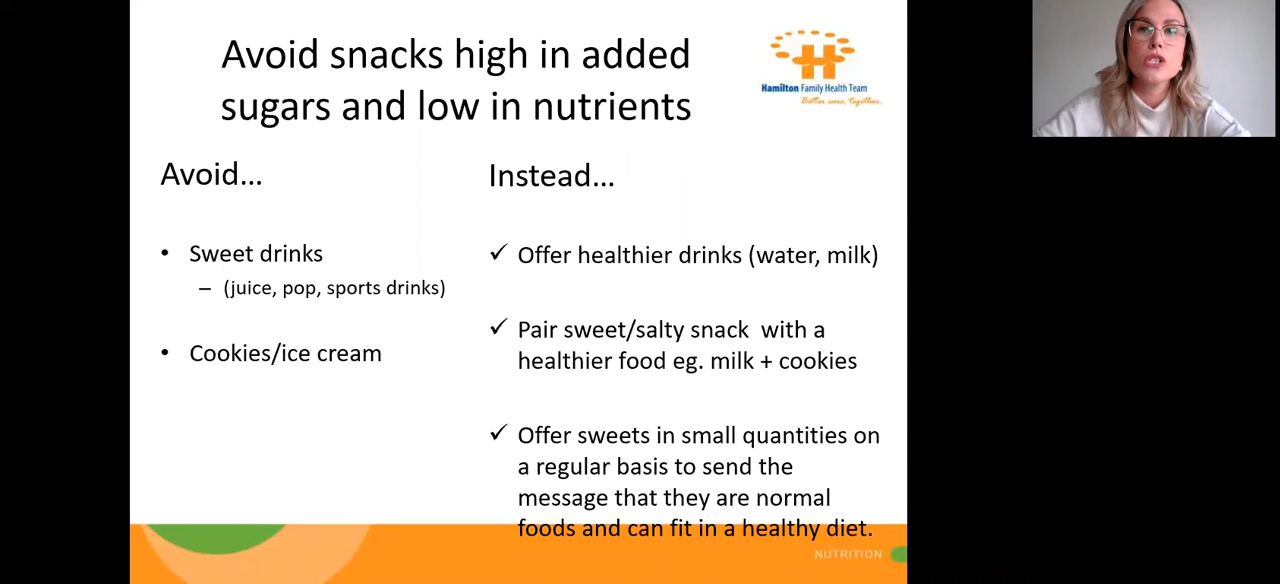 Avoid snacks high in added
sugars and low in nutrients
Hamilton Family Health Team
Better care, together.
Avoid…
• Sweet drinks
– (juice, pop, sports drinks)
• Cookies/ice cream
Instead…
✓ Offer healthier drinks (water, milk)
✓ Pair sweet/salty snack with a
healthier food eg. milk + cookies
✓ Offer sweets in small quantities on
a regular basis to send the
message that they are normal
foods and can fit in a healthy diet.
NUTRITION